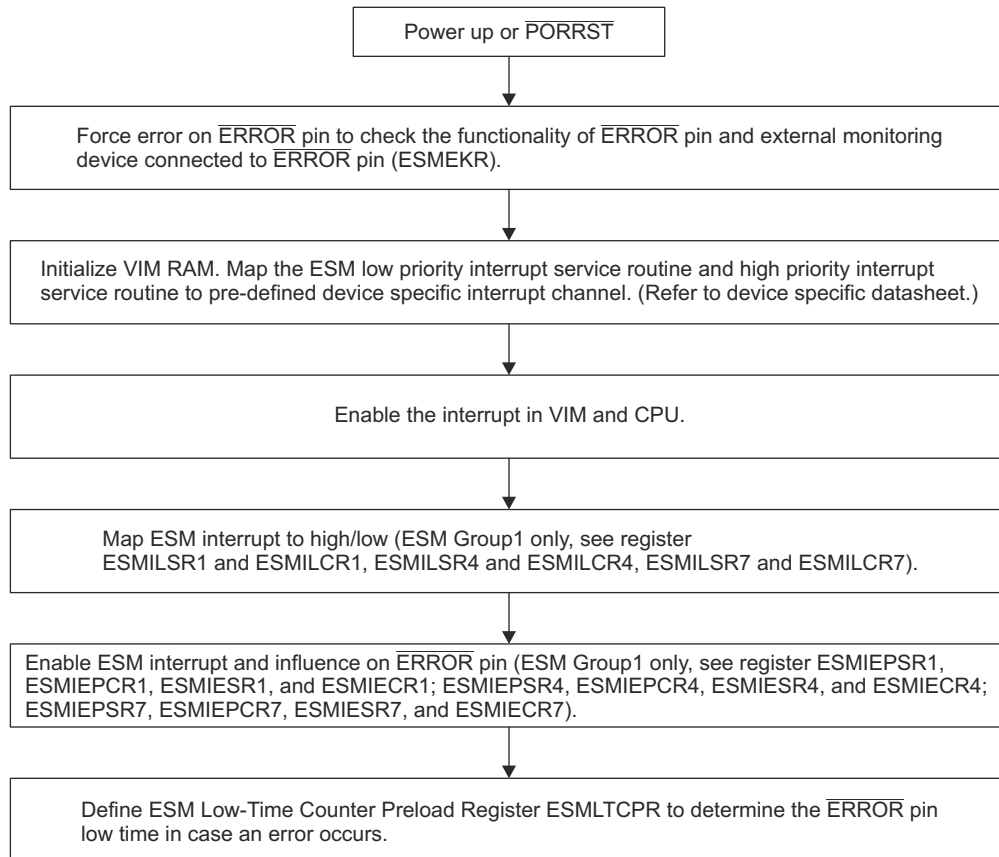 Power up or PORRST
Force error on ERROR pin to check the functionality of ERROR pin and external monitoring
device connected to ERROR pin (ESMEKR).
Initialize VIM RAM. Map the ESM low priority interrupt service routine and high priority interrupt
service routine to pre-defined device specific interrupt channel. (Refer to device specific datasheet.)
Enable the interrupt in VIM and CPU.
Map ESM interrupt to high/low (ESM Group1 only, see register
ESMILSR1 and ESMILCR1, ESMILSR4 and ESMILCR4, ESMILSR7 and ESMILCR7).
Enable ESM interrupt and influence on ERROR pin (ESM Group1 only, see register ESMIEPSR1,
ESMIEPCR1, ESMIESR1, and ESMIECR1; ESMIEPSR4, ESMIEPCR4, ESMIESR4, and ESMIECR4;
ESMIEPSR7, ESMIEPCR7, ESMIESR7, and ESMIECR7).
Define ESM Low-Time Counter Preload Register ESMLTCPR to determine the ERROR pin
low time in case an error occurs.